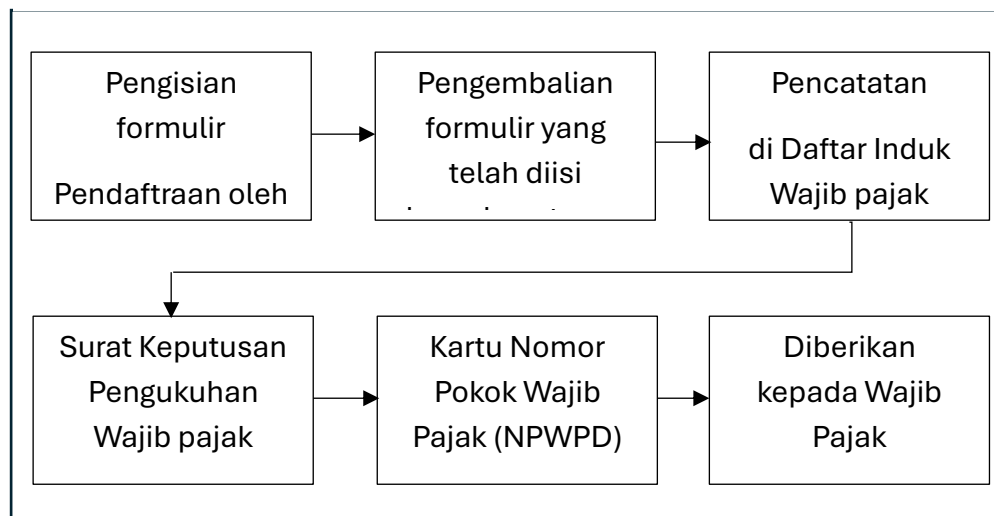 Pengisian
formulir
Pendaftraan oleh
Pengembalian
formulir yang
telah diisi
Pencatatan
di Daftar Induk
Wajib pajak
Surat Keputusan
Pengukuhan
Wajib pajak
Kartu Nomor
Pokok Wajib
Pajak (NPWPD)
Diberikan
kepada Wajib
Pajak